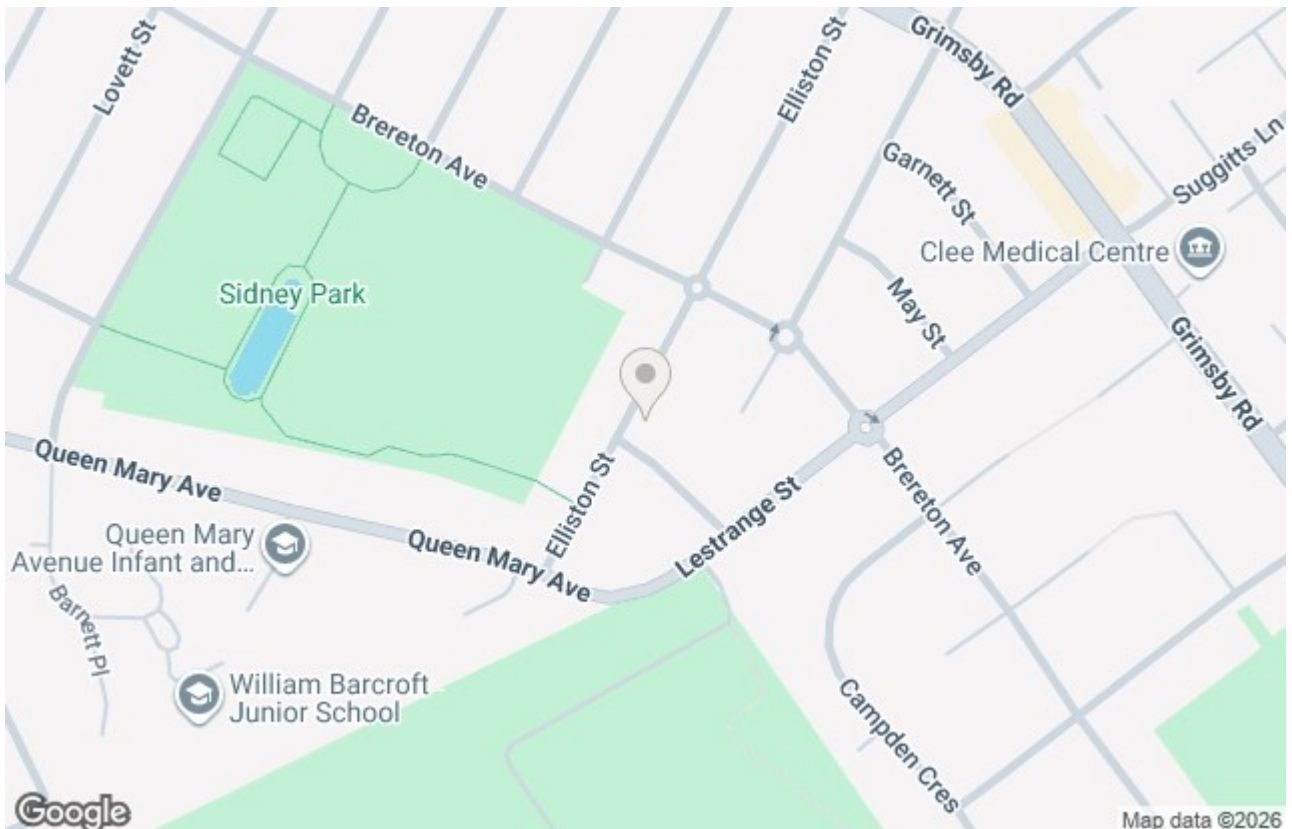 Lovett St
Elliston St
Grimsby Rd
Brereton Ave
Garnett St
Suggitts Ln
Clee Medical Centre
Sidney Park
May St
Grimsby Rd
Queen Mary Ave
Elliston St
Lestrange St
Brereton Ave
Queen Mary
Avenue Infant and...
Queen Mary Ave
Barnett Pl
William Barcroft
Junior School
Campden Cres
Google
Map data ©2026